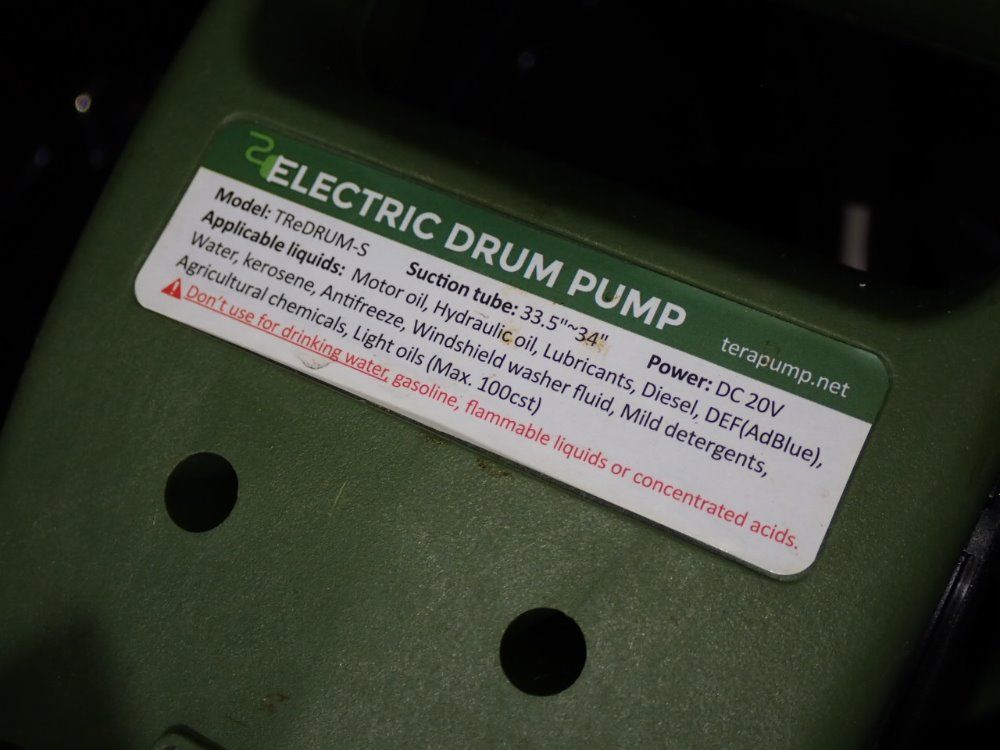 ELECTRIC DRUM PUMP
terapump.net
Model: TReDRUM-S Suction tube: 33.5"~34" Power: DC 20V
Applicable liquids: Motor oil, Hydraulic oil, Lubricants, Diesel, DEF(AdBlue),
Water, kerosene, Antifreeze, Windshield washer fluid, Mild detergents,
Agricultural chemicals, Light oils (Max. 100cst)
Don't use for drinking water, gasoline, flammable liquids or concentrated acids.